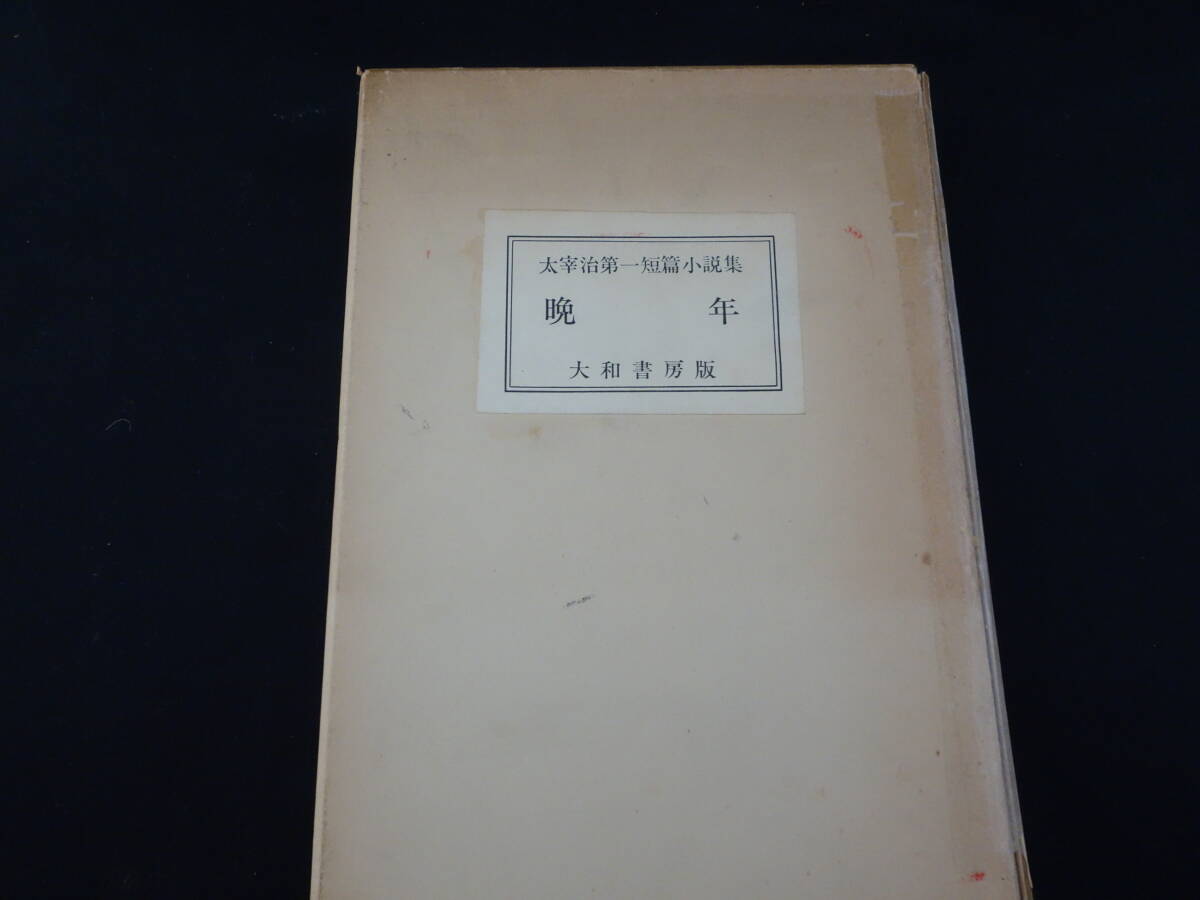 太宰治第一短篇小説集
晩年
大和書房版